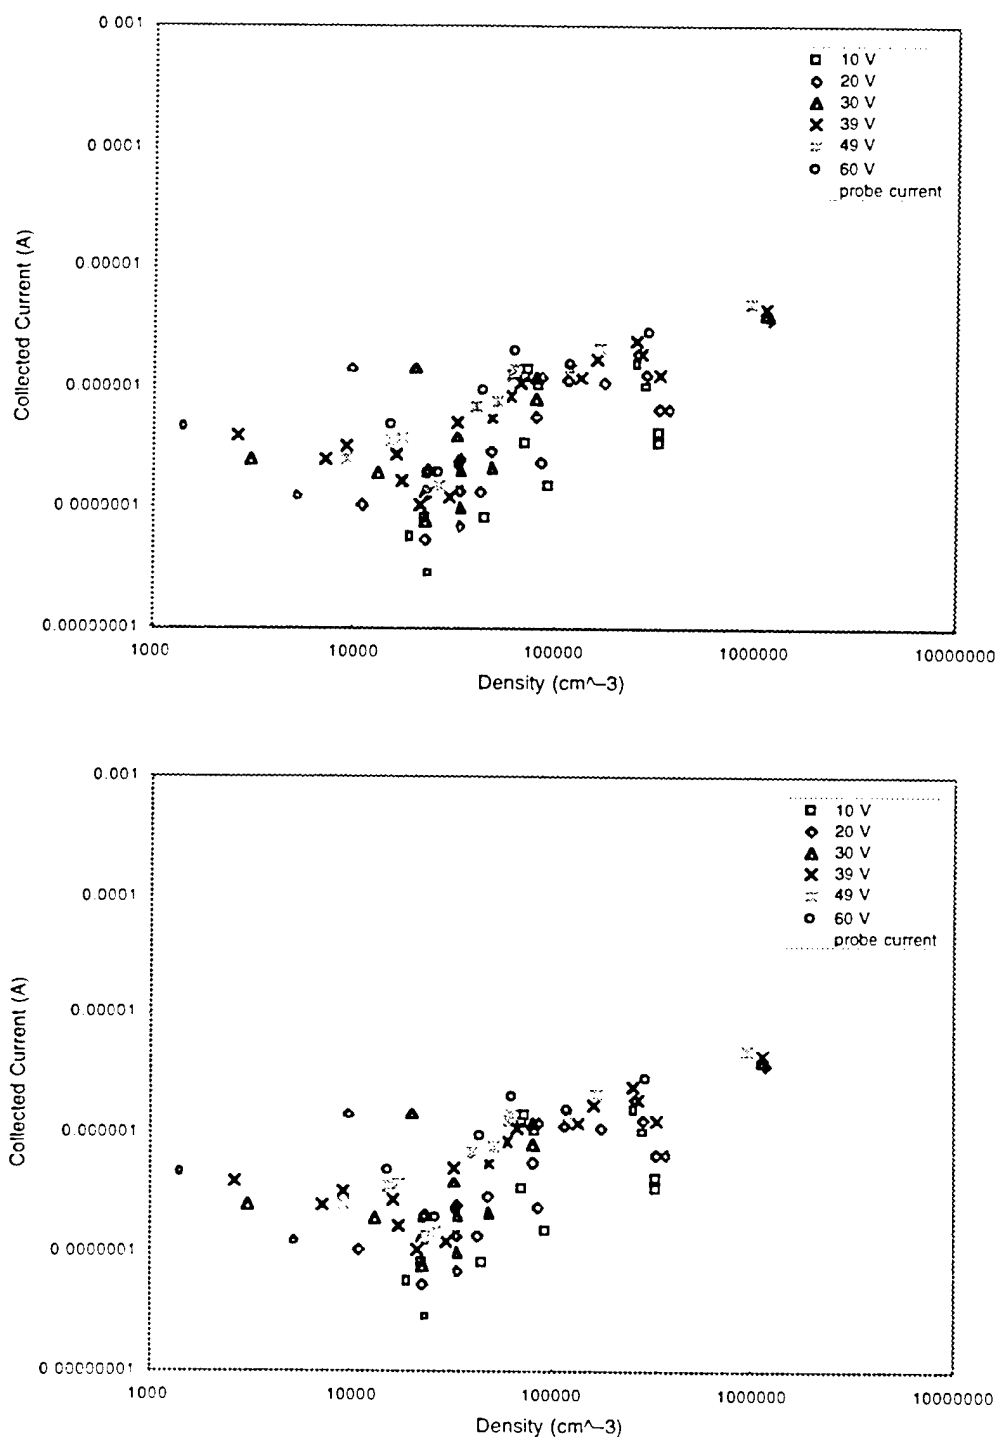 0.001
0.0001
0.00001
0.000001
0.0000001
0.00000001
Collected Current (A)
1000 10000 100000 1000000 10000000
Density (cm^-3)
10 V
20 V
30 V
39 V
49 V
60 V
probe current
0.001
0.0001
0.00001
0.000001
0.0000001
0.00000001
Collected Current (A)
1000 10000 100000 1000000 10000000
Density (cm^-3)
10 V
20 V
30 V
39 V
49 V
60 V
probe current